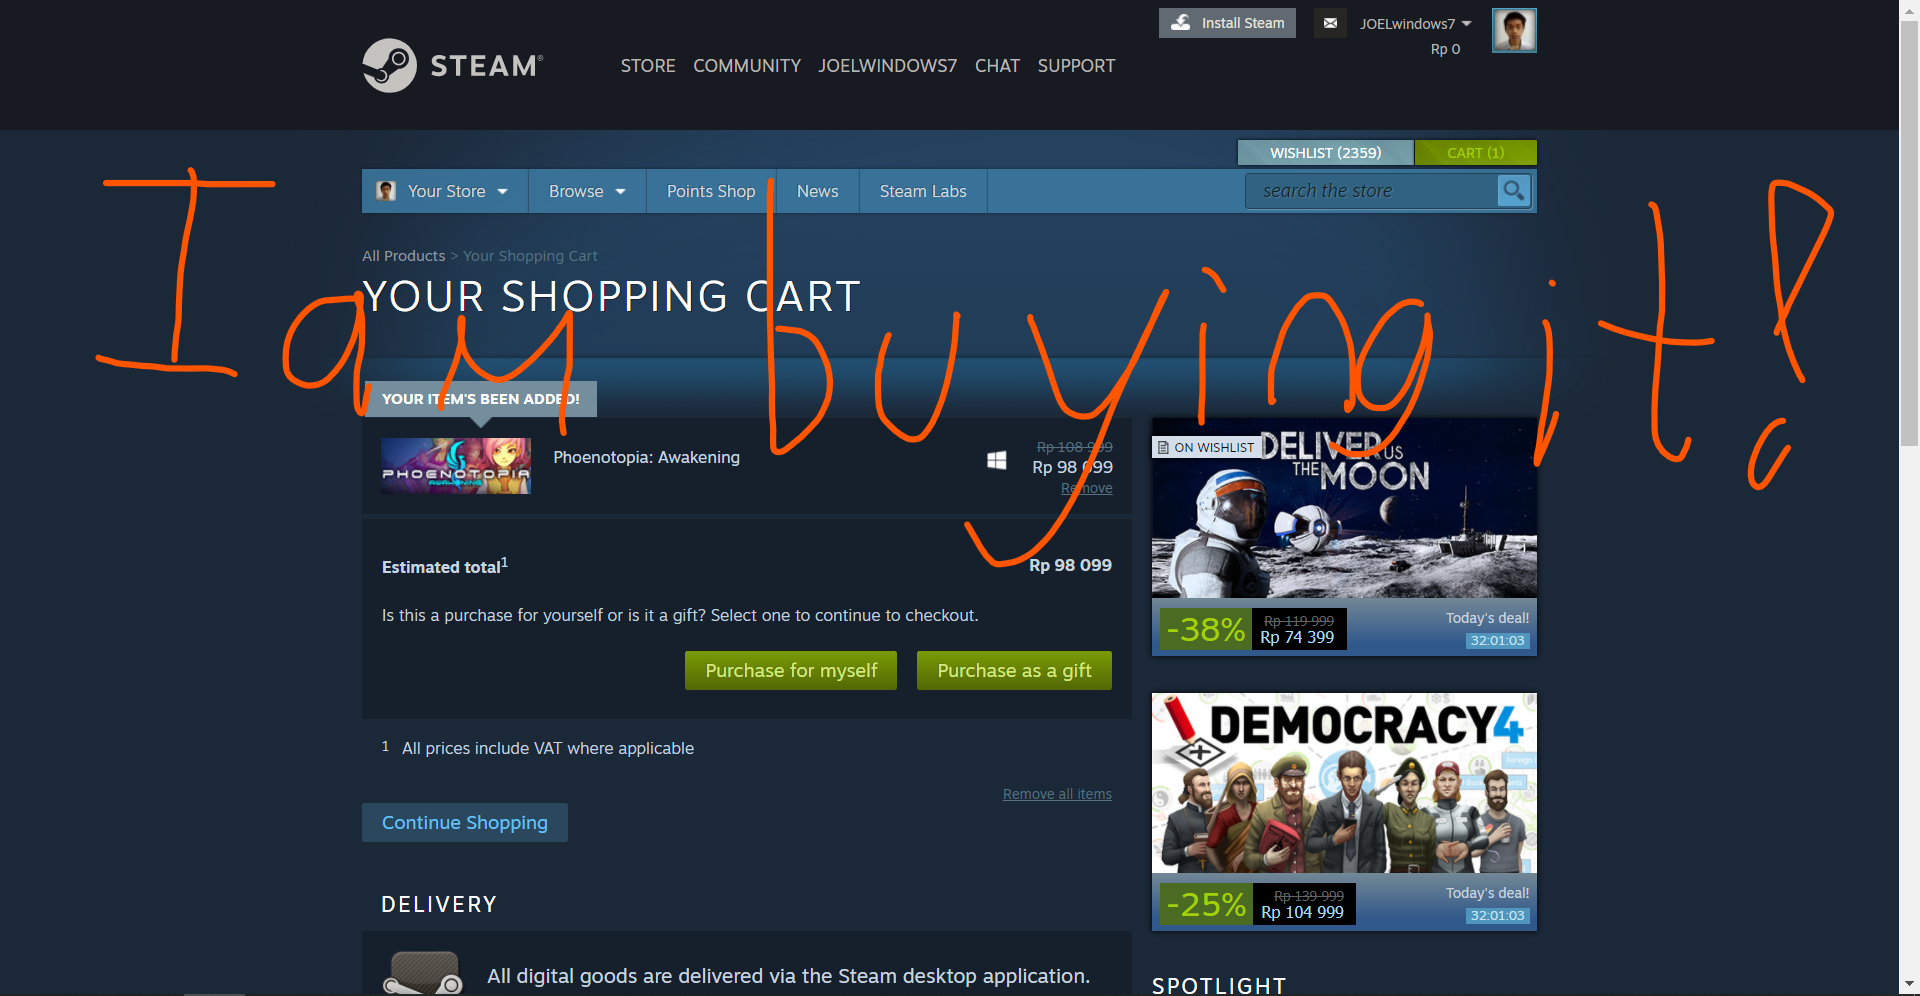 Install Steam
JOELwindows7
Rp 0
STEAM®
STORE COMMUNITY JOELWINDOWS7 CHAT SUPPORT
WISHLIST (2359) CART (1)
Your Store Browse Points Shop News Steam Labs search the store
I am buying it!
All Products > Your Shopping Cart
YOUR SHOPPING CART
YOUR ITEM'S BEEN ADDED!
PHOENOTOPIA
AWAKENING
Phoenotopia: Awakening
Rp 108 999
Rp 98 099
Remove
Estimated total1
Rp 98 099
Is this a purchase for yourself or is it a gift? Select one to continue to checkout.
Purchase for myself Purchase as a gift
1 All prices include VAT where applicable
Remove all items
Continue Shopping
DELIVERY
All digital goods are delivered via the Steam desktop application.
ON WISHLIST
DELIVER US
THE MOON
-38% Rp 119 999
Rp 74 399
Today's deal!
32:01:03
DEMOCRACY4
-25% Rp 139 999
Rp 104 999
Today's deal!
32:01:03
SPOTLIGHT